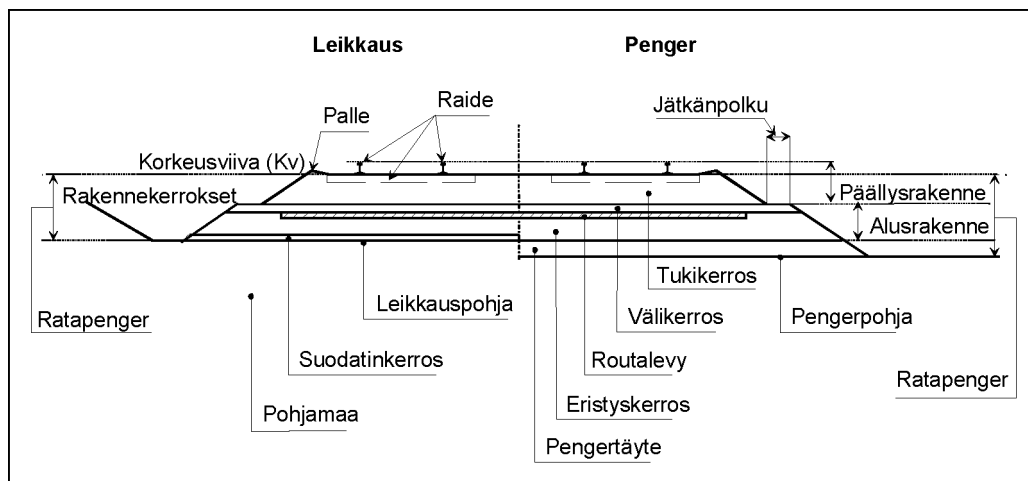 Leikkaus
Penger
Jätkänpolku
Raide
Palle
Korkeusviiva (Kv)
Rakennekerrokset
Päällysrakenne
Alusrakenne
Tukikerros
Leikkauspohja
Välikerros
Pengerpohja
Ratapenger
Suodatinkerros
Routalevy
Ratapenger
Eristyskerros
Pohjamaa
Pengertäyte